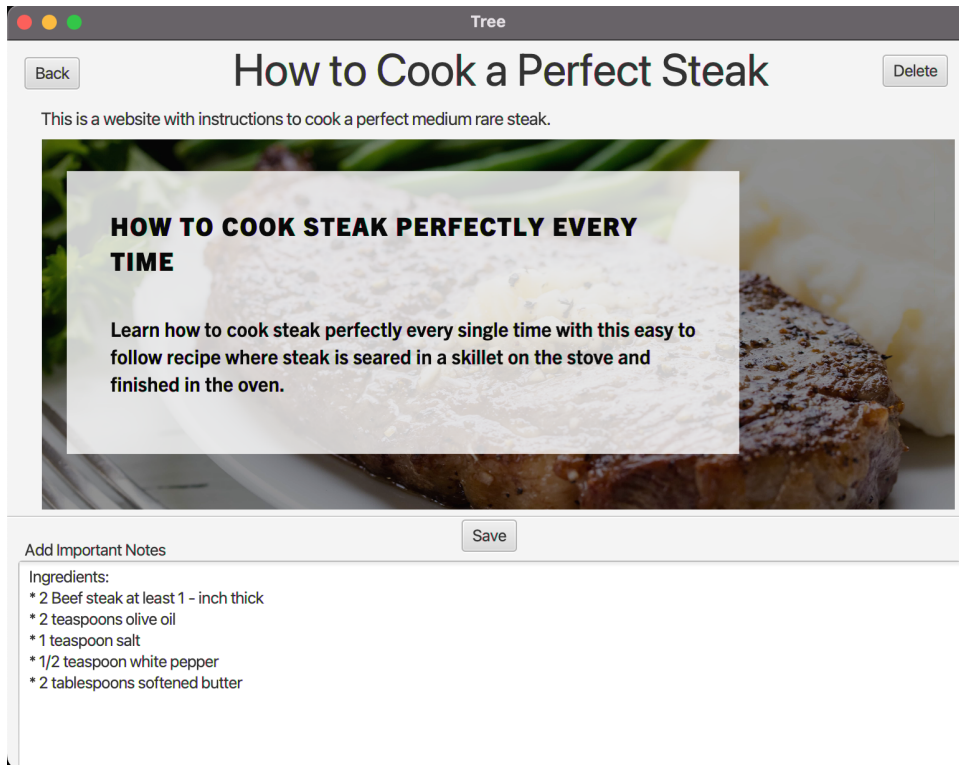 Tree
Back
How to Cook a Perfect Steak
Delete
This is a website with instructions to cook a perfect medium rare steak.
HOW TO COOK STEAK PERFECTLY EVERY
TIME
Learn how to cook steak perfectly every single time with this easy to
follow recipe where steak is seared in a skillet on the stove and
finished in the oven.
Save
Add Important Notes
Ingredients:
* 2 Beef steak at least 1 - inch thick
* 2 teaspoons olive oil
* 1 teaspoon salt
* 1/2 teaspoon white pepper
* 2 tablespoons softened butter